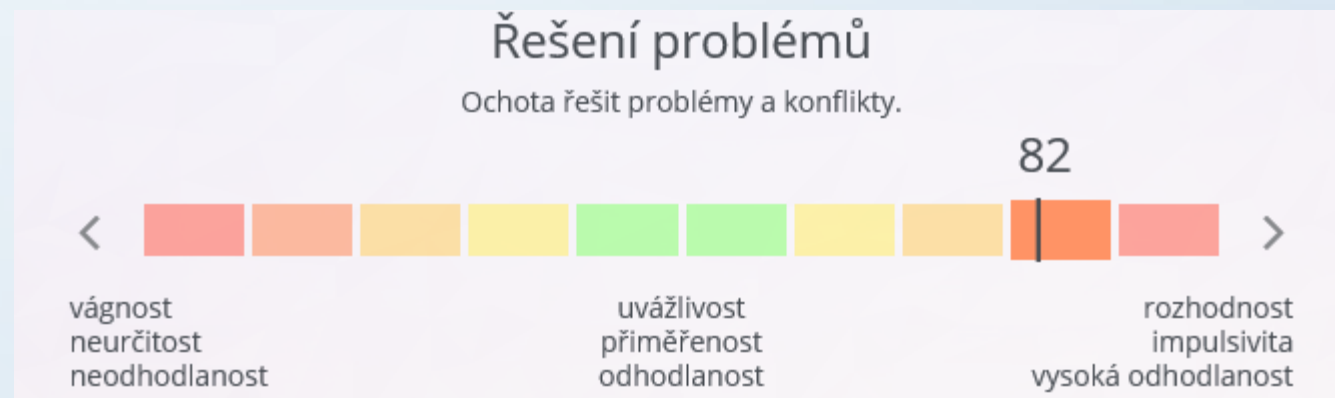 Řešení problémů
Ochota řešit problémy a konflikty.
82
vágnost
neurčitost
neodhodlanost
uvážlivost
přiměřenost
odhodlanost
rozhodnost
impulsivita
vysoká odhodlanost